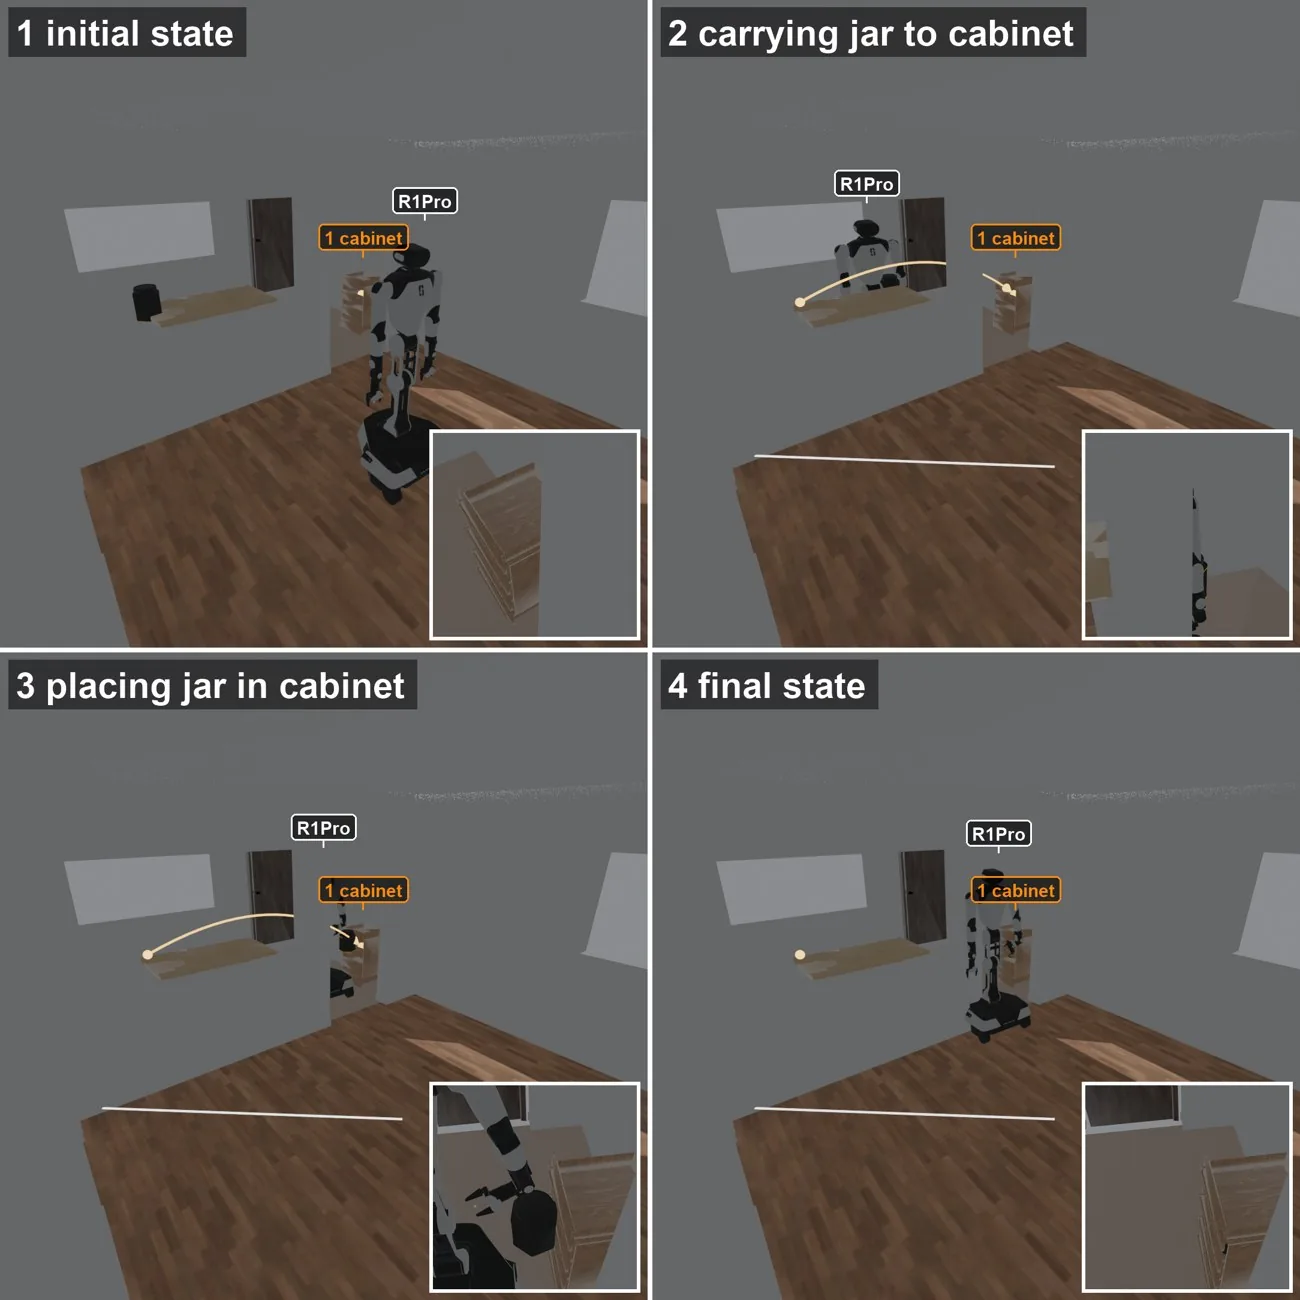 1 initial state
R1Pro
1 cabinet
2 carrying jar to cabinet
R1Pro
1 cabinet
3 placing jar in cabinet
R1Pro
1 cabinet
4 final state
R1Pro
1 cabinet